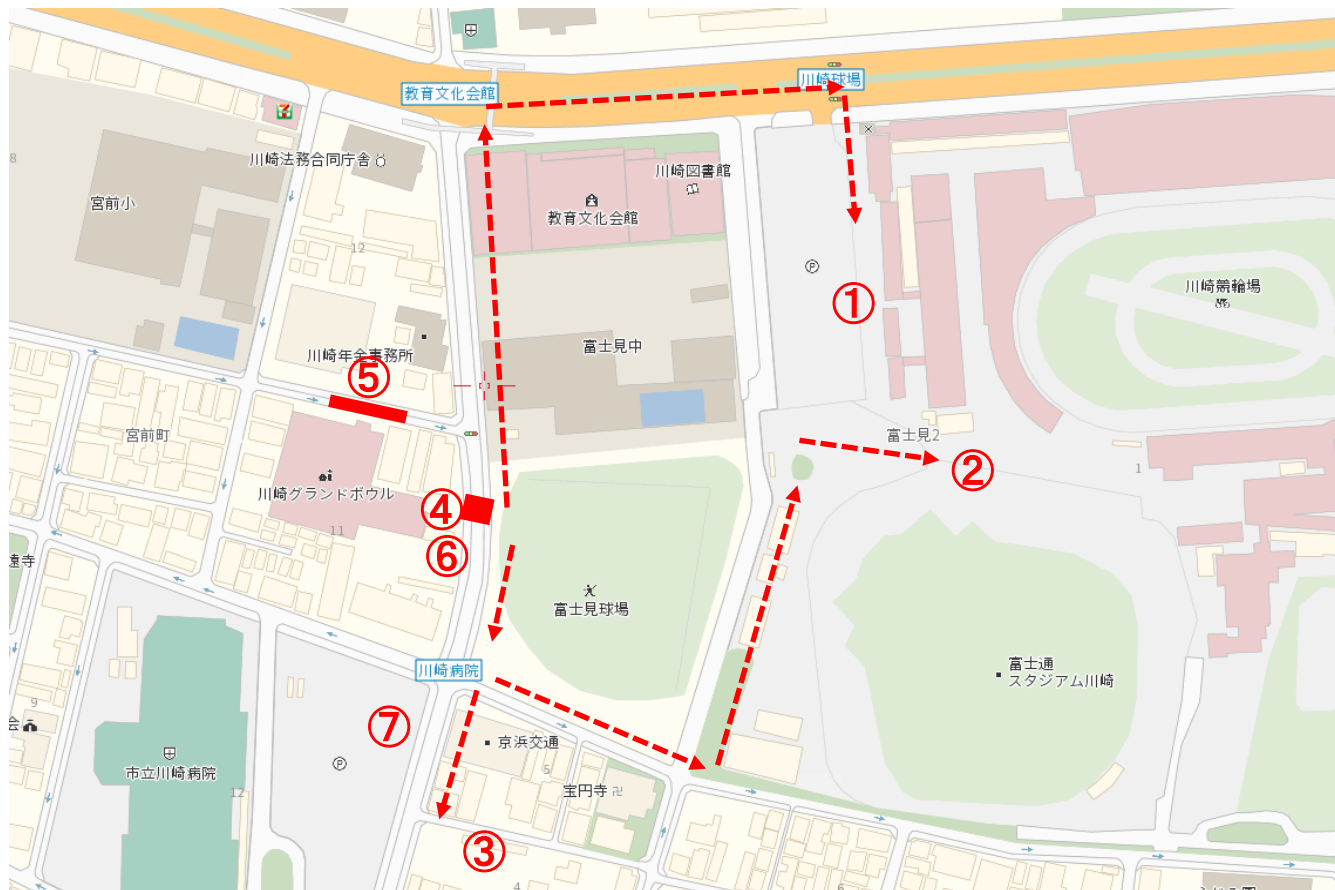 教育文化会館
川崎球場
川崎法務合同庁舎
川崎図書館
8
宮前小
教育文化会館
12
川崎競輪場
①
富士見中
川崎年金事務所
⑤
宮前町
富士見2
②
1
川崎グランドボウル
④
11
⑥
遠寺
富士見球場
川崎病院
富士通
スタジアム川崎
9
会
⑦
京浜交通
市立川崎病院
5
12
宝円寺
③
4
6